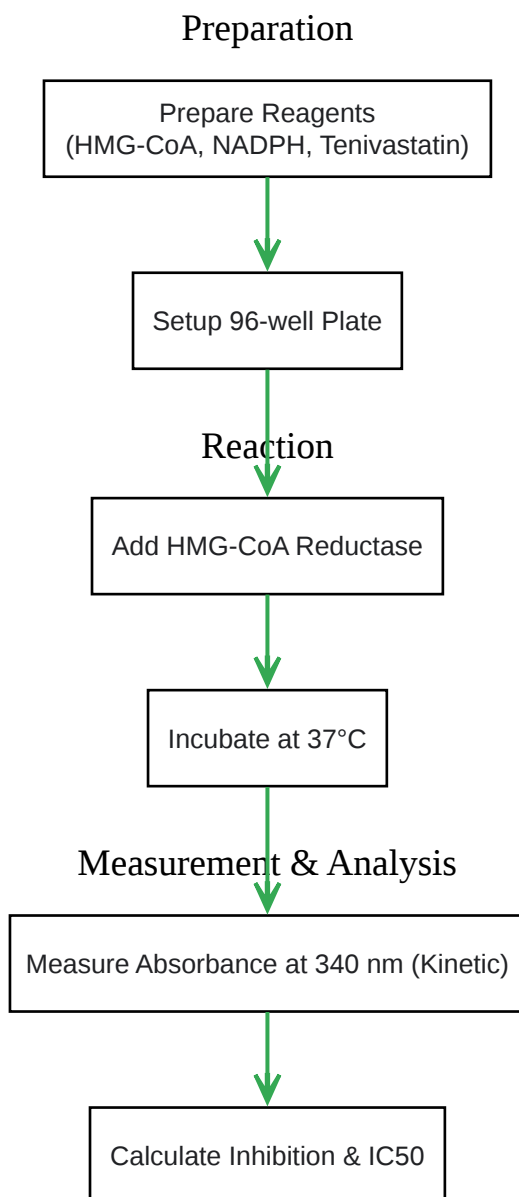 Preparation
Prepare Reagents
(HMG-CoA, NADPH, Tenivastatin)
Setup 96-well Plate
Reaction
Add HMG-CoA Reductase
Incubate at 37°C
Measurement & Analysis
Measure Absorbance at 340 nm (Kinetic)
Calculate Inhibition & IC50